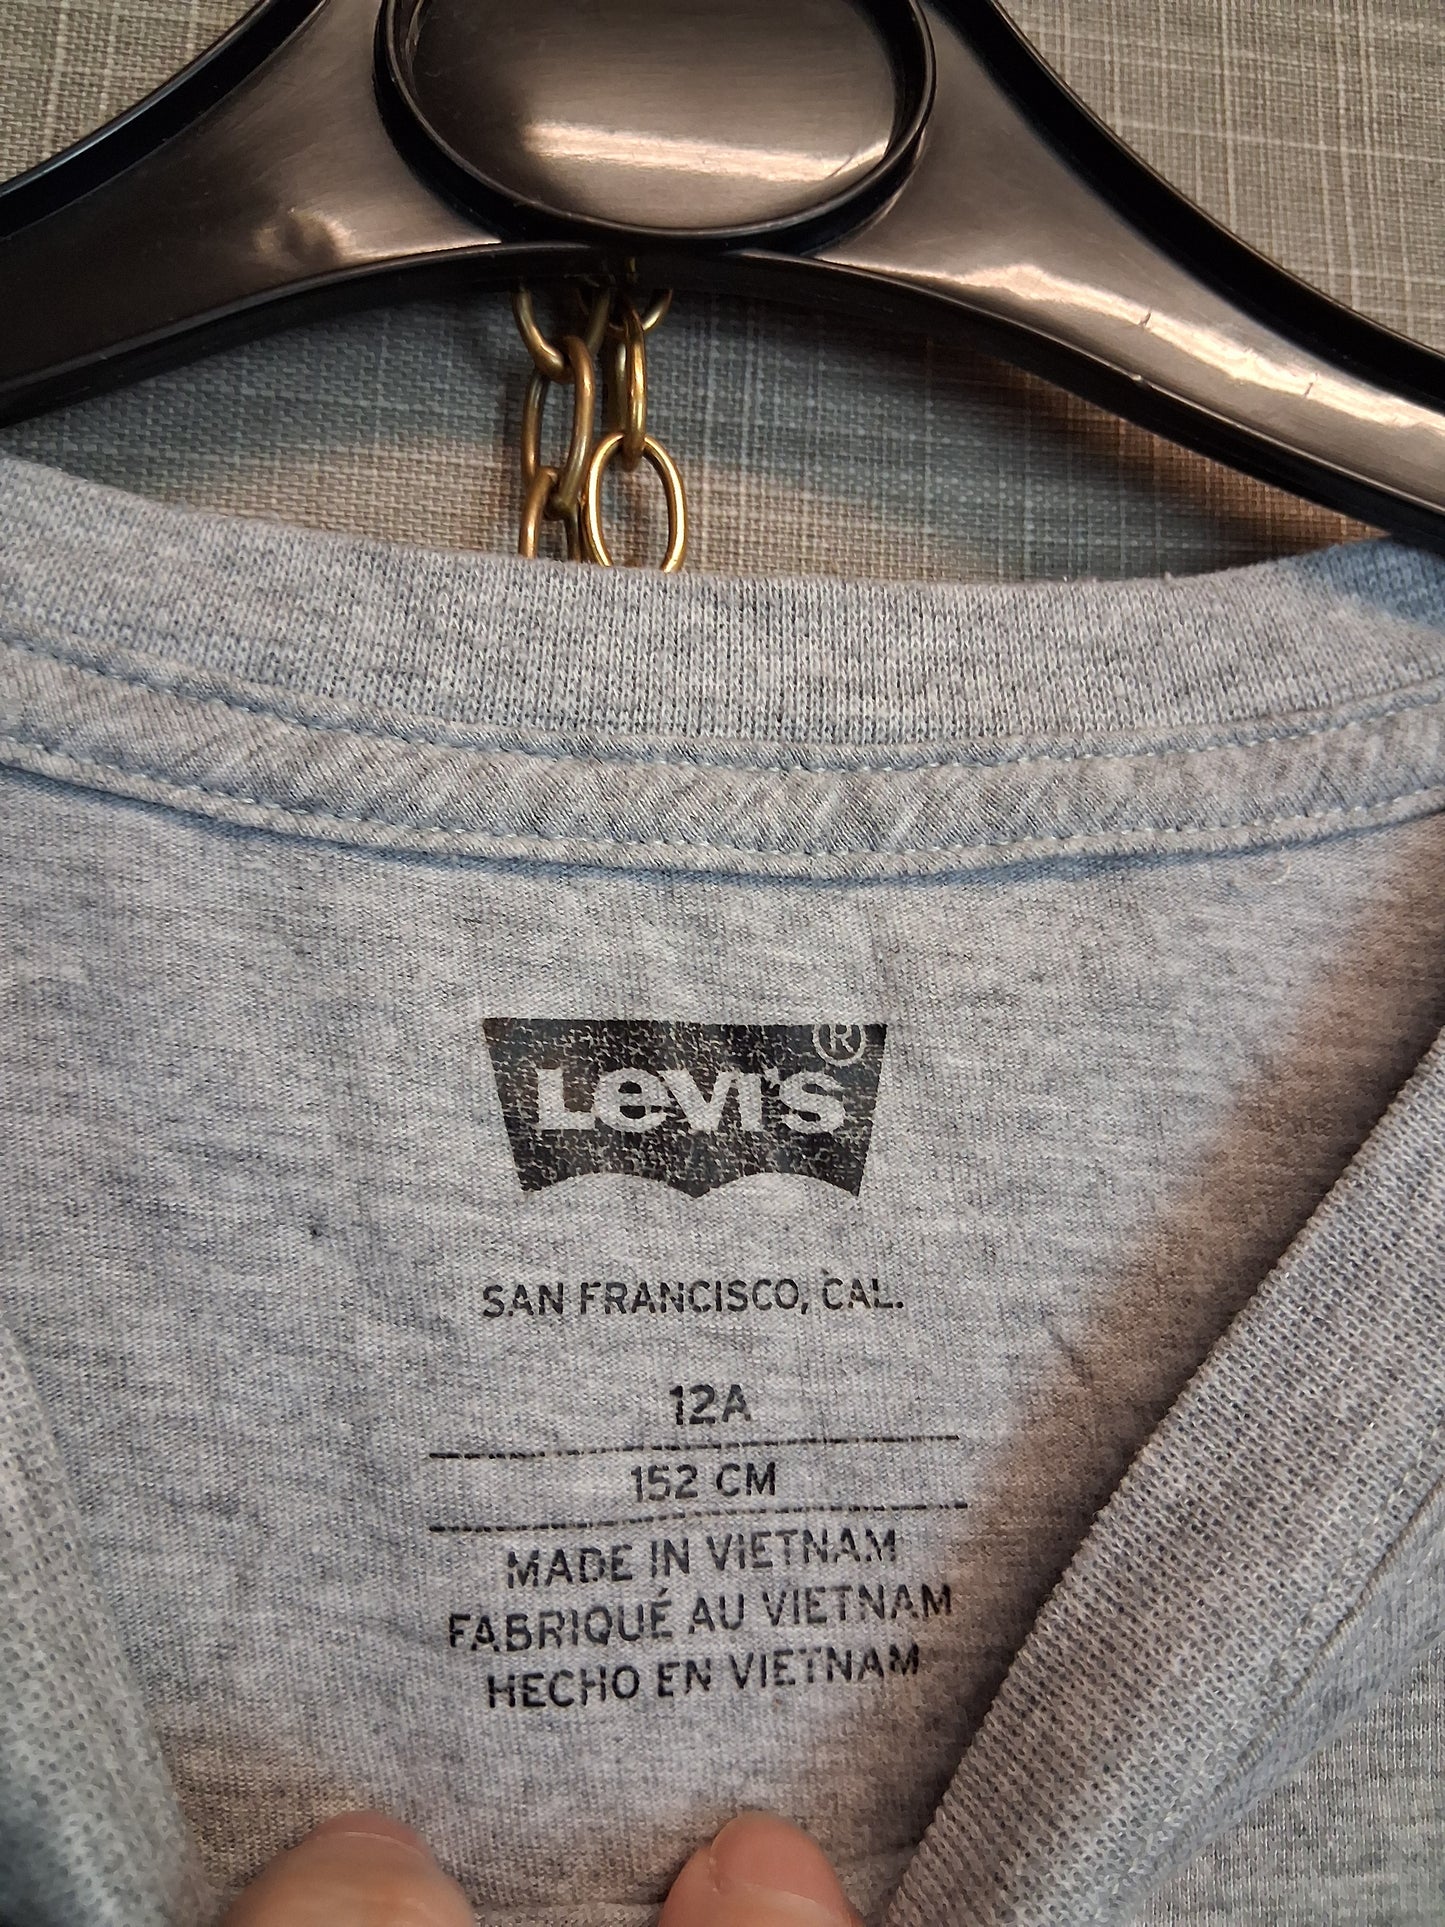 Levi's ®
SAN FRANCISCO, CAL.
12A
152 CM
MADE IN VIETNAM
FABRIQUÉ AU VIETNAM
HECHO EN VIETNAM